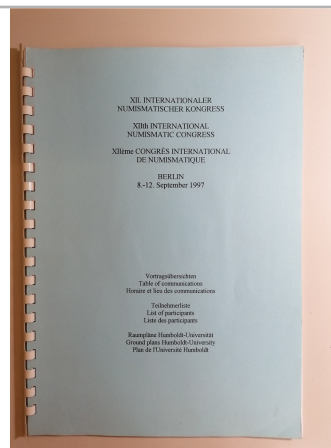 XII. INTERNATIONALER
NUMISMATISCHER KONGRESS
XIIth INTERNATIONAL
NUMISMATIC CONGRESS
XIIème CONGRÈS INTERNATIONAL
DE NUMISMATIQUE
BERLIN
8.-12. September 1997
Vortragsübersichten
Table of communications
Horaire et lieu des communications
Teilnehmerliste
List of participants
Liste des participants
Raumpläne Humboldt-Universität
Ground plans Humboldt-University
Plan de l'Université Humboldt